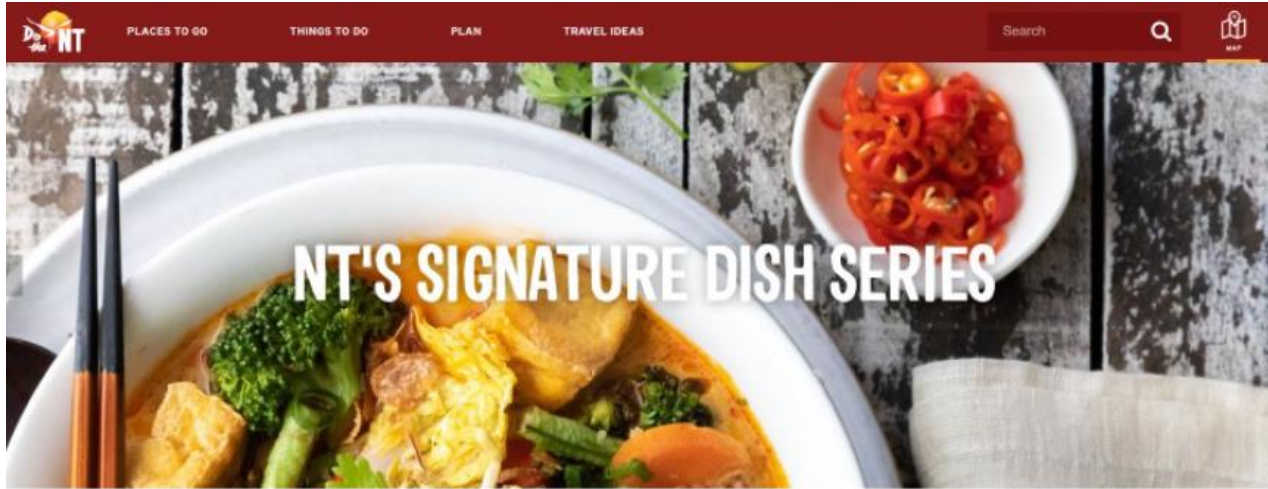 Do the NT
PLACES TO GO
THINGS TO DO
PLAN
TRAVEL IDEAS
Search
MAP
NT'S SIGNATURE DISH SERIES